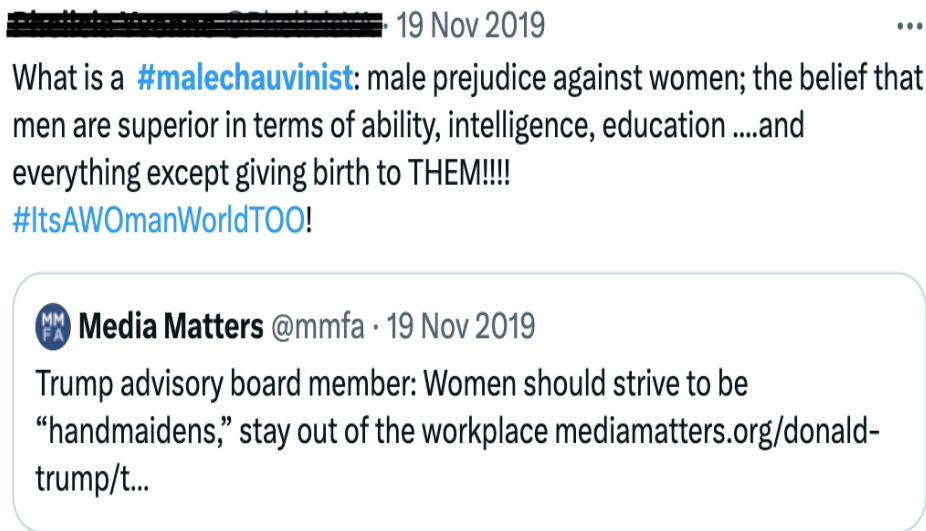 · 19 Nov 2019
What is a #malechauvinist: male prejudice against women; the belief that
men are superior in terms of ability, intelligence, education ....and
everything except giving birth to THEM!!!!
#ItsAWOmanWorldTOO!
MM FA Media Matters @mmfa · 19 Nov 2019
Trump advisory board member: Women should strive to be
“handmaidens,” stay out of the workplace mediamatters.org/donald-
trump/t...